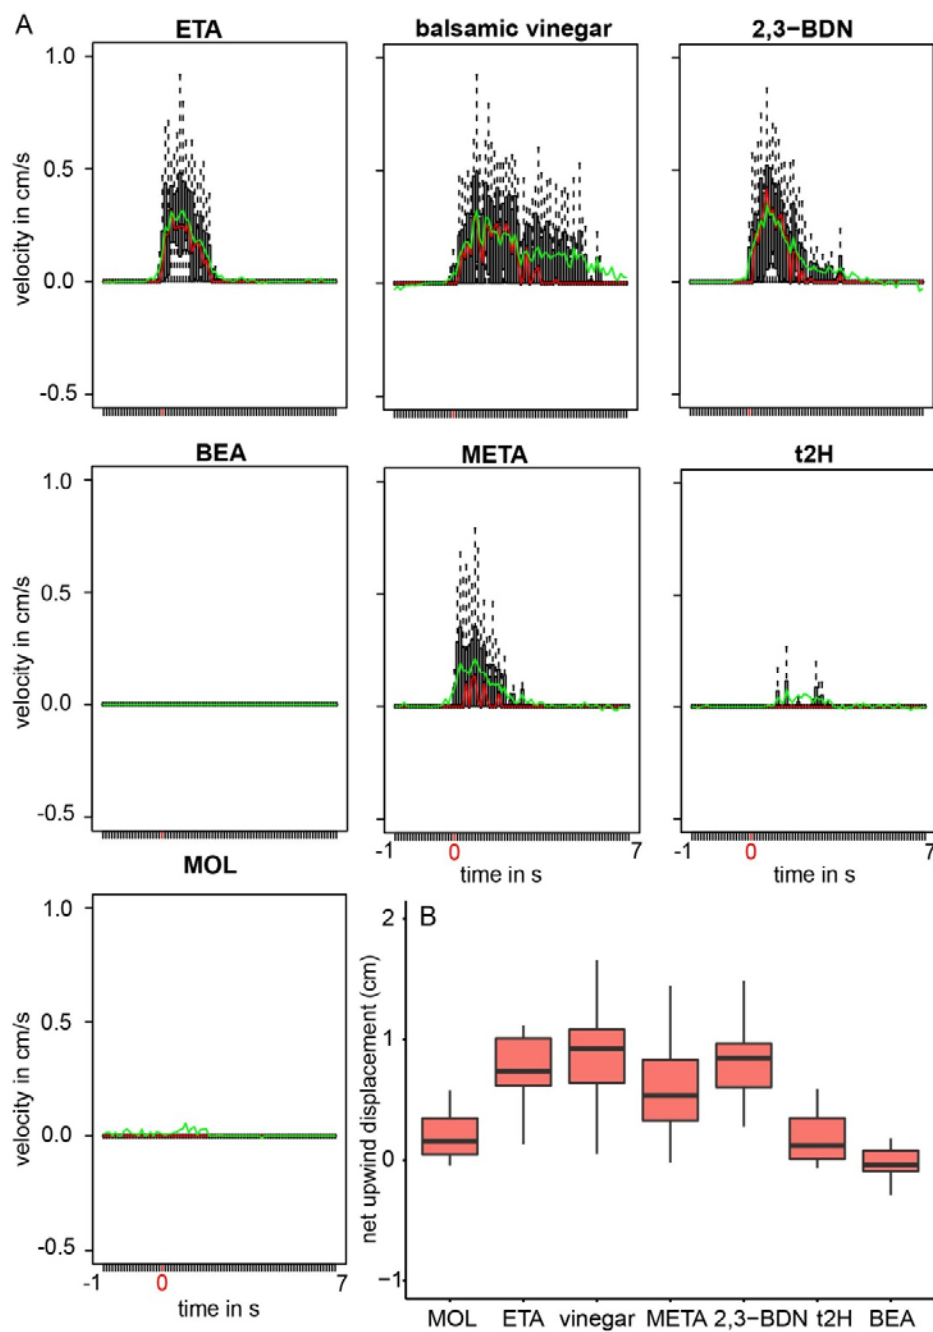 A
ETA
balsamic vinegar
2,3−BDN
1.0
0.5
0.0
-0.5
velocity in cm/s
BEA
META
t2H
1.0
0.5
0.0
-0.5
velocity in cm/s
-1
0
7
-1
0
7
time in s
time in s
MOL
1.0
0.5
0.0
-0.5
velocity in cm/s
-1
0
7
time in s
B
2
1
0
−1
net upwind displacement (cm)
MOL ETA vinegar META 2,3−BDN t2H BEA